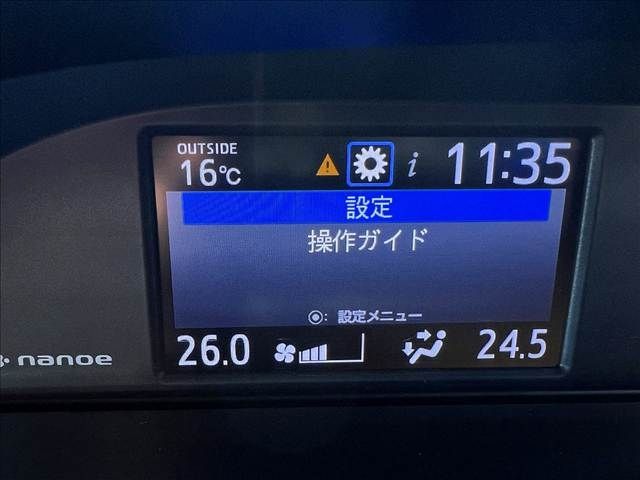 OUTSIDE
16℃
i
11:35
設定
操作ガイド
◉: 設定メニュー
26.0
24.5
nanoe